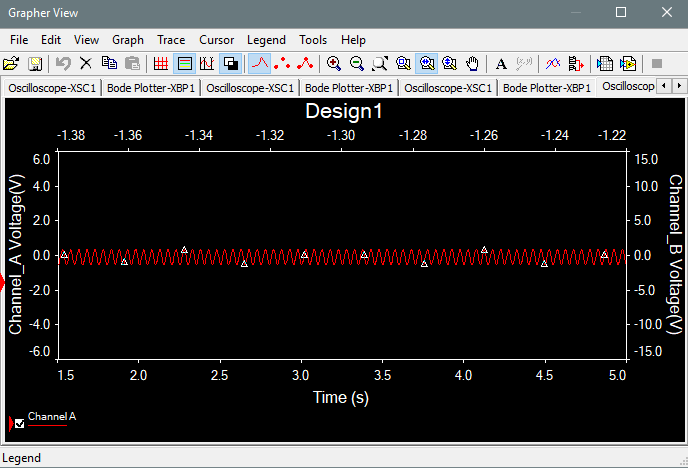 Grapher View
File Edit View Graph Trace Cursor Legend Tools Help
Oscilloscope-XSC1 Bode Plotter-XBP1 Oscilloscope-XSC1 Bode Plotter-XBP1 Oscilloscope-XSC1 Bode Plotter-XBP1 Oscilloscop
Design1
-1.38 -1.36 -1.34 -1.32 -1.30 -1.28 -1.26 -1.24 -1.22
6.0 15.0
4.0 10.0
2.0 5.0
0.0 0.0
-2.0 -5.0
-4.0 -10.0
-6.0 -15.0
Channel_A Voltage(V)
Channel_B Voltage(V)
1.5 2.0 2.5 3.0 3.5 4.0 4.5 5.0
Time (s)
Channel A
Legend